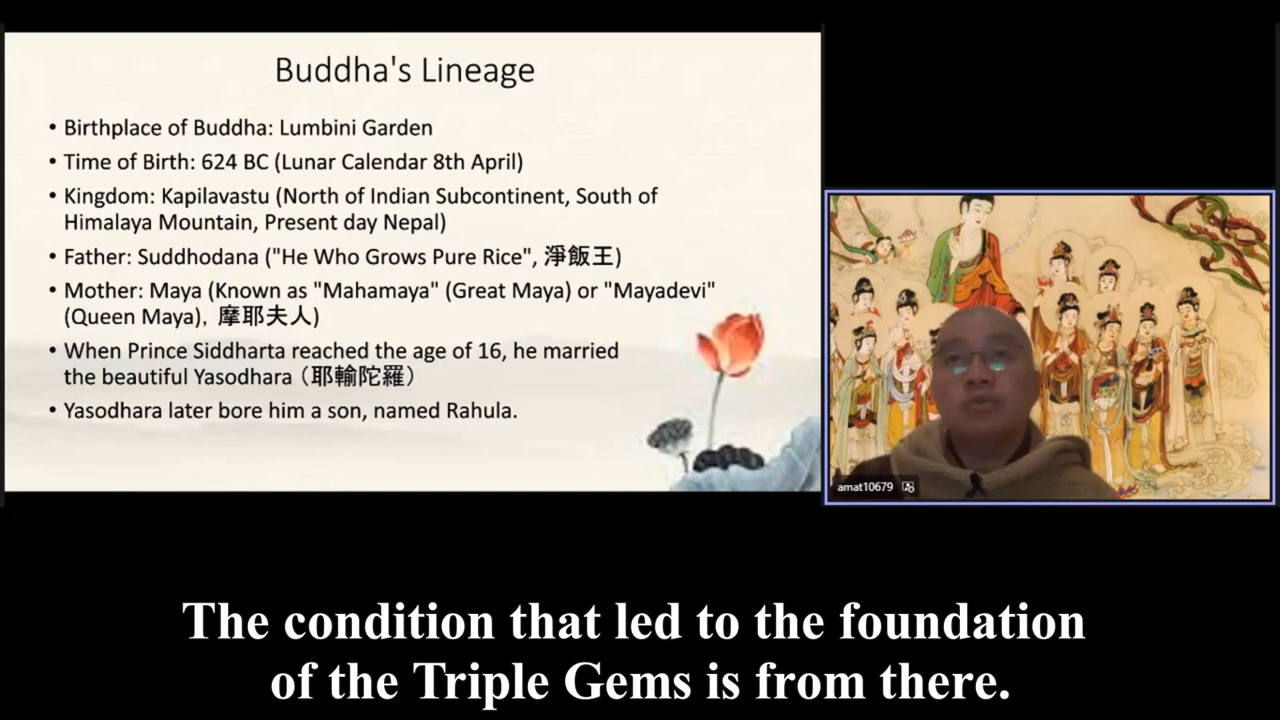 Buddha's Lineage
• Birthplace of Buddha: Lumbini Garden
• Time of Birth: 624 BC (Lunar Calendar 8th April)
• Kingdom: Kapilavastu (North of Indian Subcontinent, South of
Himalaya Mountain, Present day Nepal)
• Father: Suddhodana ("He Who Grows Pure Rice", 淨飯王)
• Mother: Maya (Known as "Mahamaya" (Great Maya) or "Mayadevi"
(Queen Maya), 摩耶夫人)
• When Prince Siddharta reached the age of 16, he married
the beautiful Yasodhara (耶輸陀羅)
• Yasodhara later bore him a son, named Rahula.
amat10679
The condition that led to the foundation
of the Triple Gems is from there.